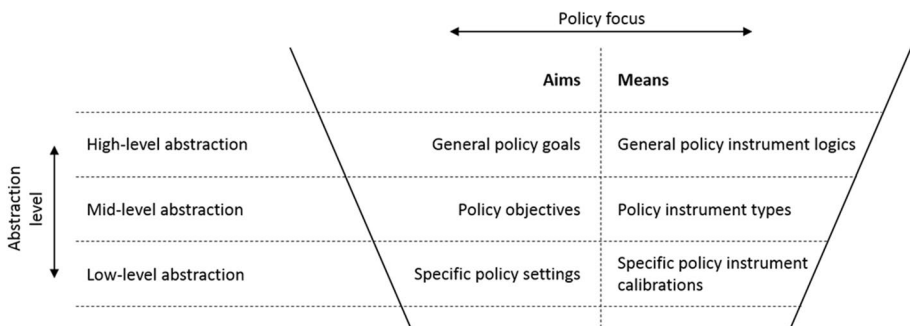 Policy focus
Aims
Means
Abstraction
level
High-level abstraction
General policy goals
General policy instrument logics
Mid-level abstraction
Policy objectives
Policy instrument types
Low-level abstraction
Specific policy settings
Specific policy instrument
calibrations